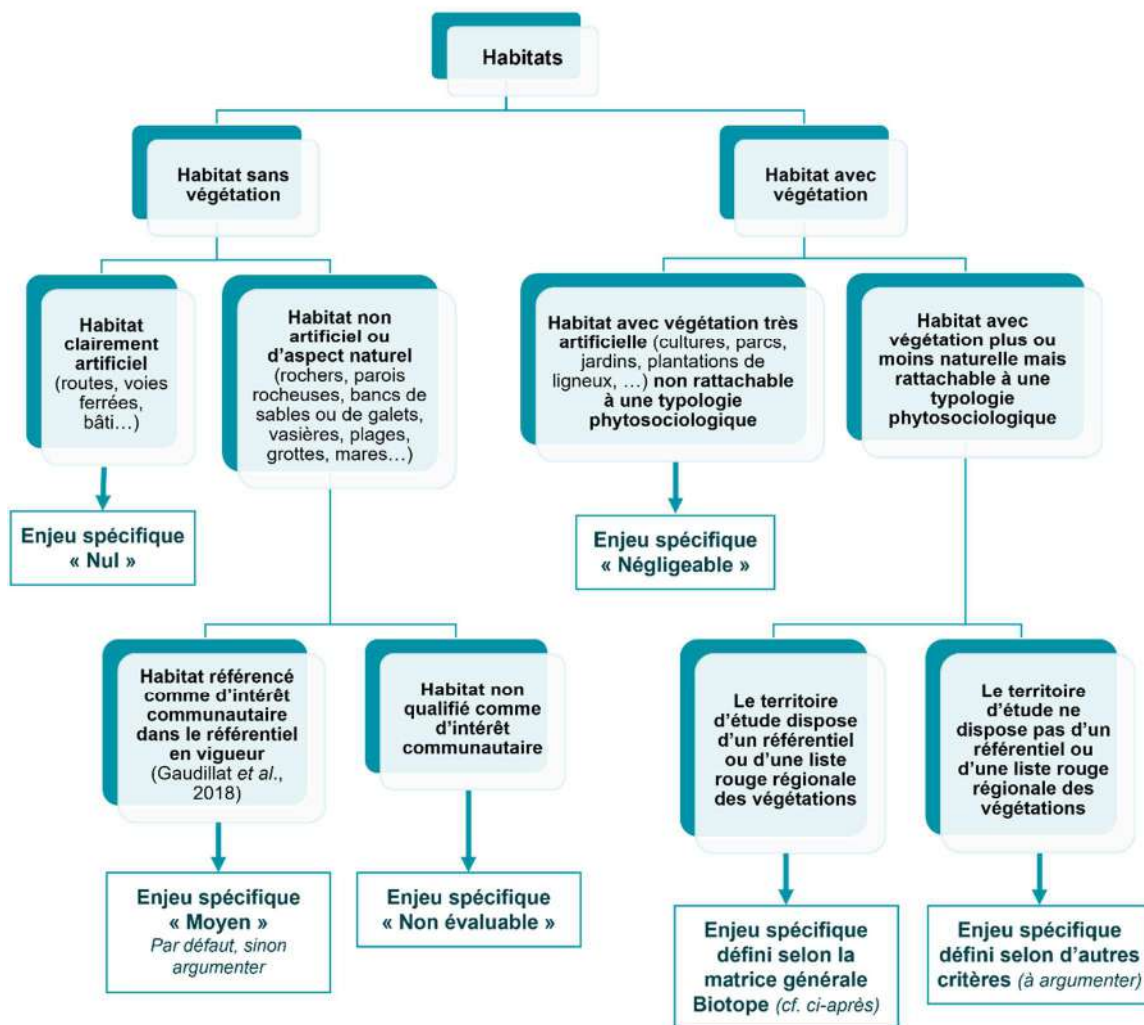 Habitats
Habitat sans
végétation
Habitat avec
végétation
Habitat
clairement
artificiel
(routes, voies
ferrées,
bâti…)
Habitat non
artificiel ou
d’aspect naturel
(rochers, parois
rocheuses, bancs de
sables ou de galets,
vasières, plages,
grottes, mares…)
Habitat avec végétation très
artificielle (cultures, parcs,
jardins, plantations de
ligneux, …) non rattachable
à une typologie
phytosociologique
Habitat avec
végétation plus ou
moins naturelle mais
rattachable à une
typologie
phytosociologique
Enjeu spécifique
« Nul »
Enjeu spécifique
« Négligeable »
Habitat référencé
comme d’intérêt
communautaire
dans le référentiel
en vigueur
(Gaudillat et al.,
2018)
Habitat non
qualifié comme
d’intérêt
communautaire
Le territoire
d’étude dispose
d’un référentiel
ou d’une liste
rouge régionale
des végétations
Le territoire
d’étude ne
dispose pas d’un
référentiel ou
d’une liste rouge
régionale des
végétations
Enjeu spécifique
« Moyen »
Par défaut, sinon
argumenter
Enjeu spécifique
« Non évaluable »
Enjeu spécifique
défini selon la
matrice générale
Biotope (cf. ci-après)
Enjeu spécifique
défini selon d’autres
critères (à argumenter)